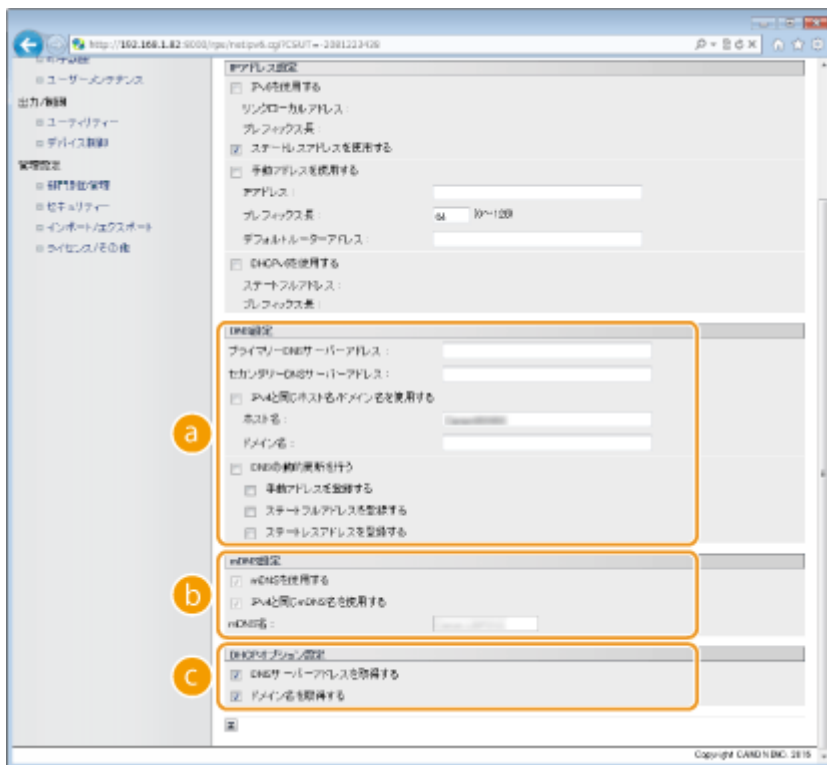 http://192.168.1.82:8000/rps/netipv6.cgi?CSUT=-2081223428
ユーザーメンテナンス
出力/制御
ユーティリティー
デバイス制御
管理設定
部門別ID管理
セキュリティー
インポート/エクスポート
ライセンス/その他
IPアドレス設定
IPv6を使用する
リンクローカルアドレス：
プレフィックス長：
ステートレスアドレスを使用する
手動アドレスを使用する
IPアドレス：
プレフィックス長： 64 (0〜128)
デフォルトルーターアドレス：
DHCPv6を使用する
ステートフルアドレス：
プレフィックス長：
a
DNS設定
プライマリーDNSサーバーアドレス：
セカンダリーDNSサーバーアドレス：
IPv4と同じホスト名/ドメイン名を使用する
ホスト名：
ドメイン名：
DNSの動的更新を行う
手動アドレスを登録する
ステートフルアドレスを登録する
ステートレスアドレスを登録する
b
mDNS設定
mDNSを使用する
IPv4と同じmDNS名を使用する
mDNS名：
c
DHCPオプション設定
DNSサーバーアドレスを取得する
ドメイン名を取得する
Copyright CANON INC. 2015